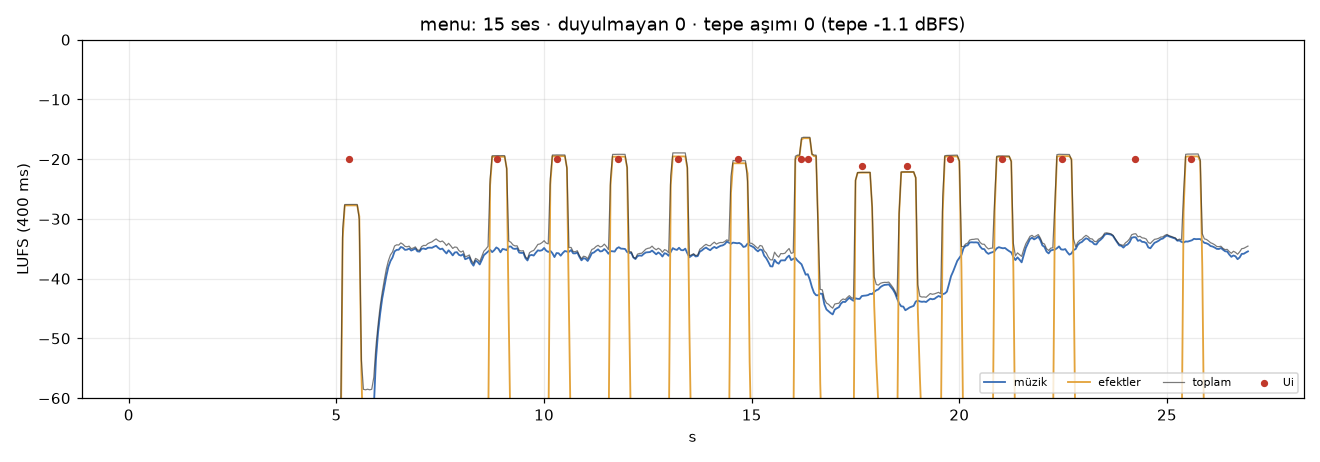 menu: 15 ses · duyulmayan 0 · tepe aşımı 0 (tepe -1.1 dBFS)
0
−10
−20
−30
−40
−50
−60
LUFS (400 ms)
0
5
10
15
20
25
s
müzik
efektler
toplam
Ui